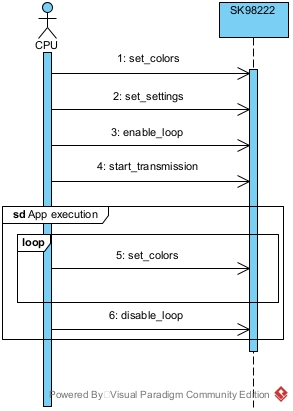 CPU
SK98222
1: set_colors
2: set_settings
3: enable_loop
4: start_transmission
sd App execution
loop
5: set_colors
6: disable_loop
Powered By Visual Paradigm Community Edition